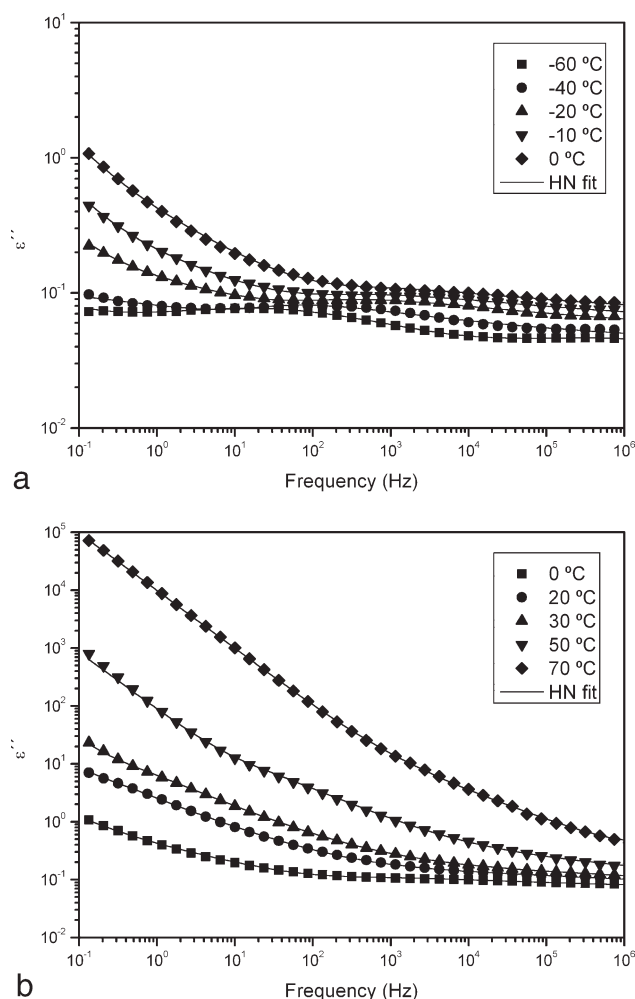 10¹
10⁰
10⁻¹
10⁻²
ε´´
-60 ºC
-40 ºC
-20 ºC
-10 ºC
0 ºC
HN fit
10⁻¹ 10⁰ 10¹ 10² 10³ 10⁴ 10⁵ 10⁶
Frequency (Hz)
a
10⁵
10⁴
10³
10²
10¹
10⁰
10⁻¹
10⁻²
ε´´
0 ºC
20 ºC
30 ºC
50 ºC
70 ºC
HN fit
10⁻¹ 10⁰ 10¹ 10² 10³ 10⁴ 10⁵ 10⁶
Frequency (Hz)
b